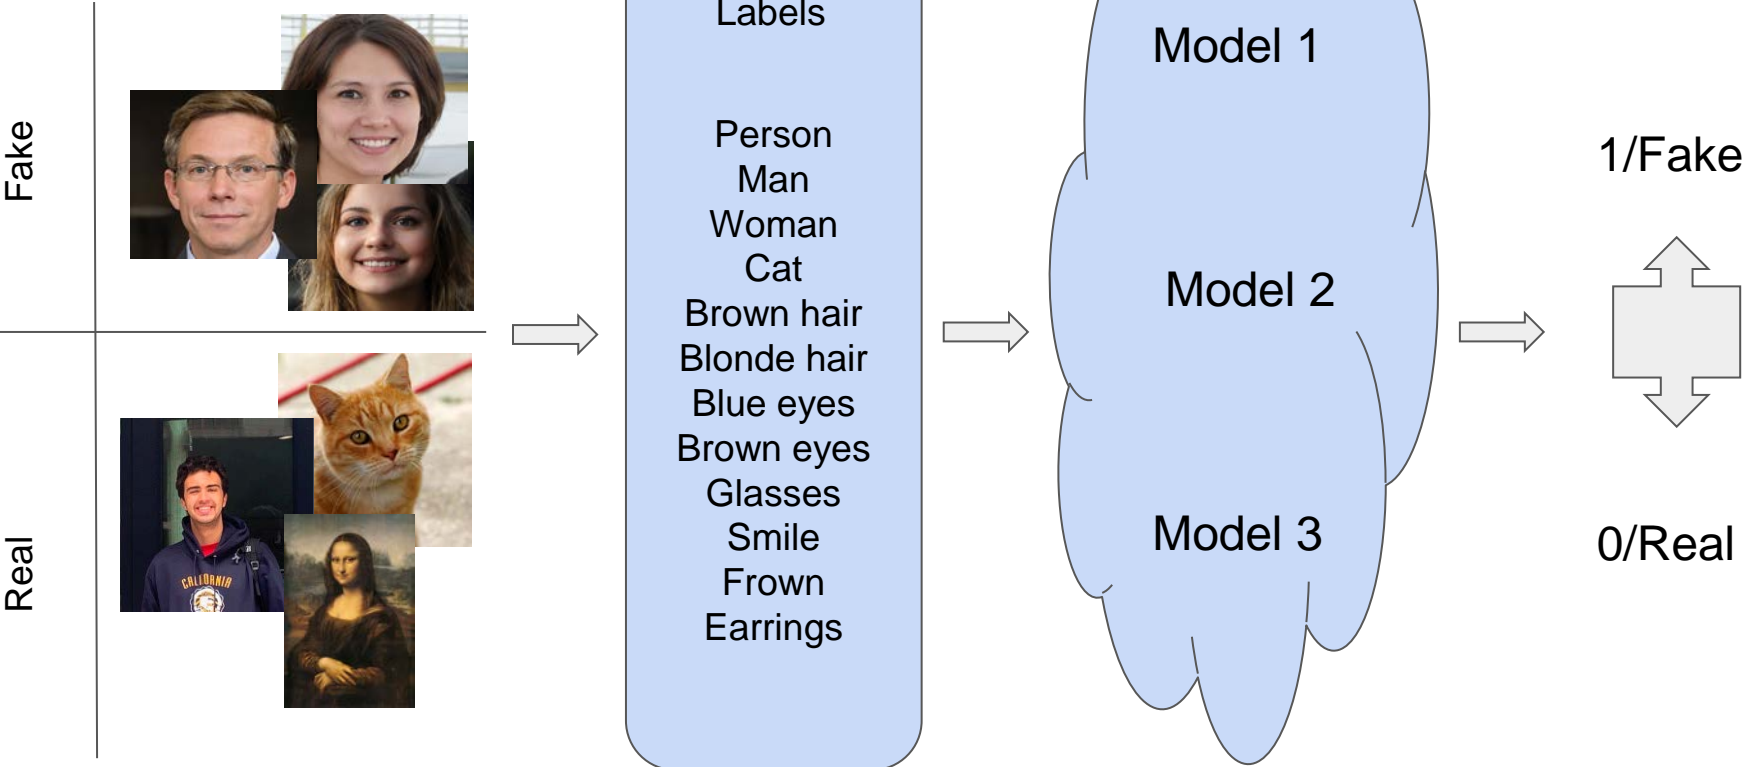 Fake
Real
Labels
Person
Man
Woman
Cat
Brown hair
Blonde hair
Blue eyes
Brown eyes
Glasses
Smile
Frown
Earrings
Model 1
Model 2
Model 3
1/Fake
0/Real
CALIFORNIA